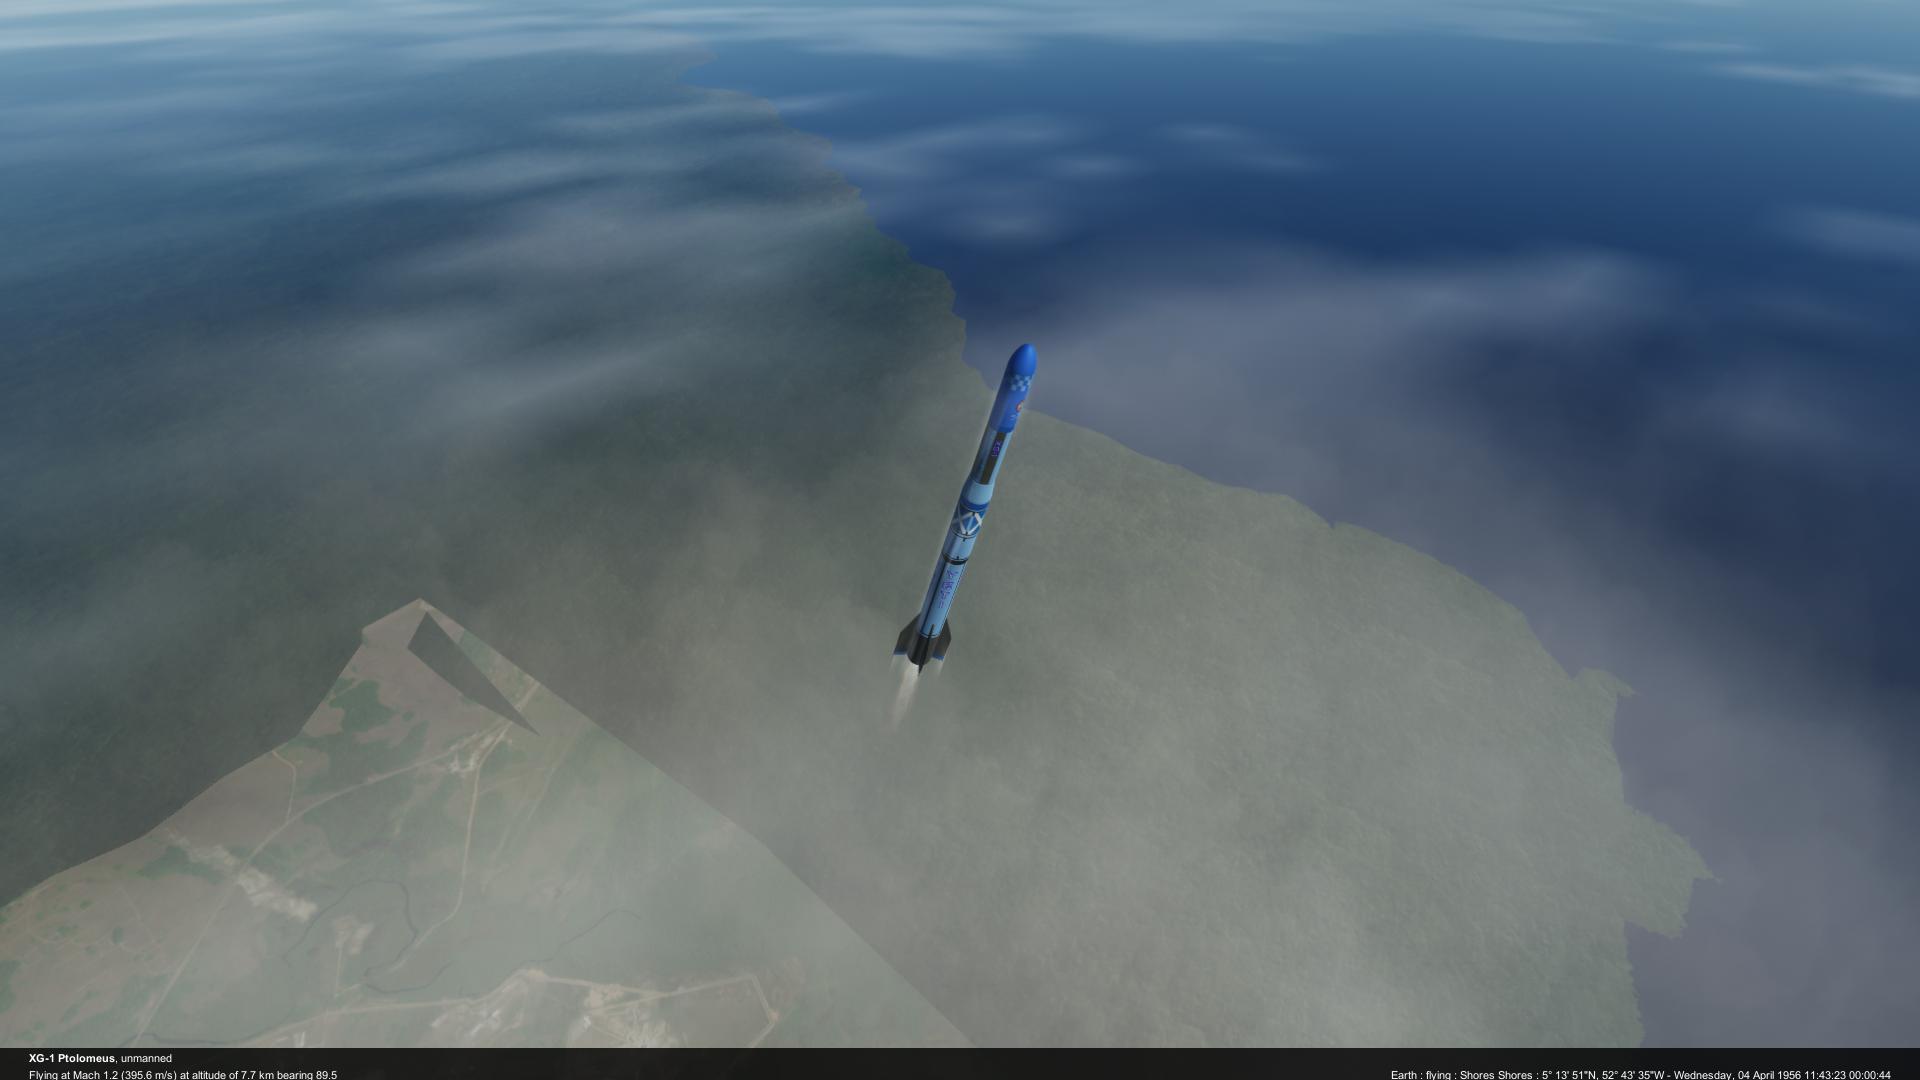 XG-1 Ptolomeus, unmanned
Flying at Mach 1.2 (395.6 m/s) at altitude of 7.7 km bearing 89.5
Earth : flying : Shores Shores : 5° 13' 51"N, 52° 43' 35"W - Wednesday, 04 April 1956 11:43:23 00:00:44